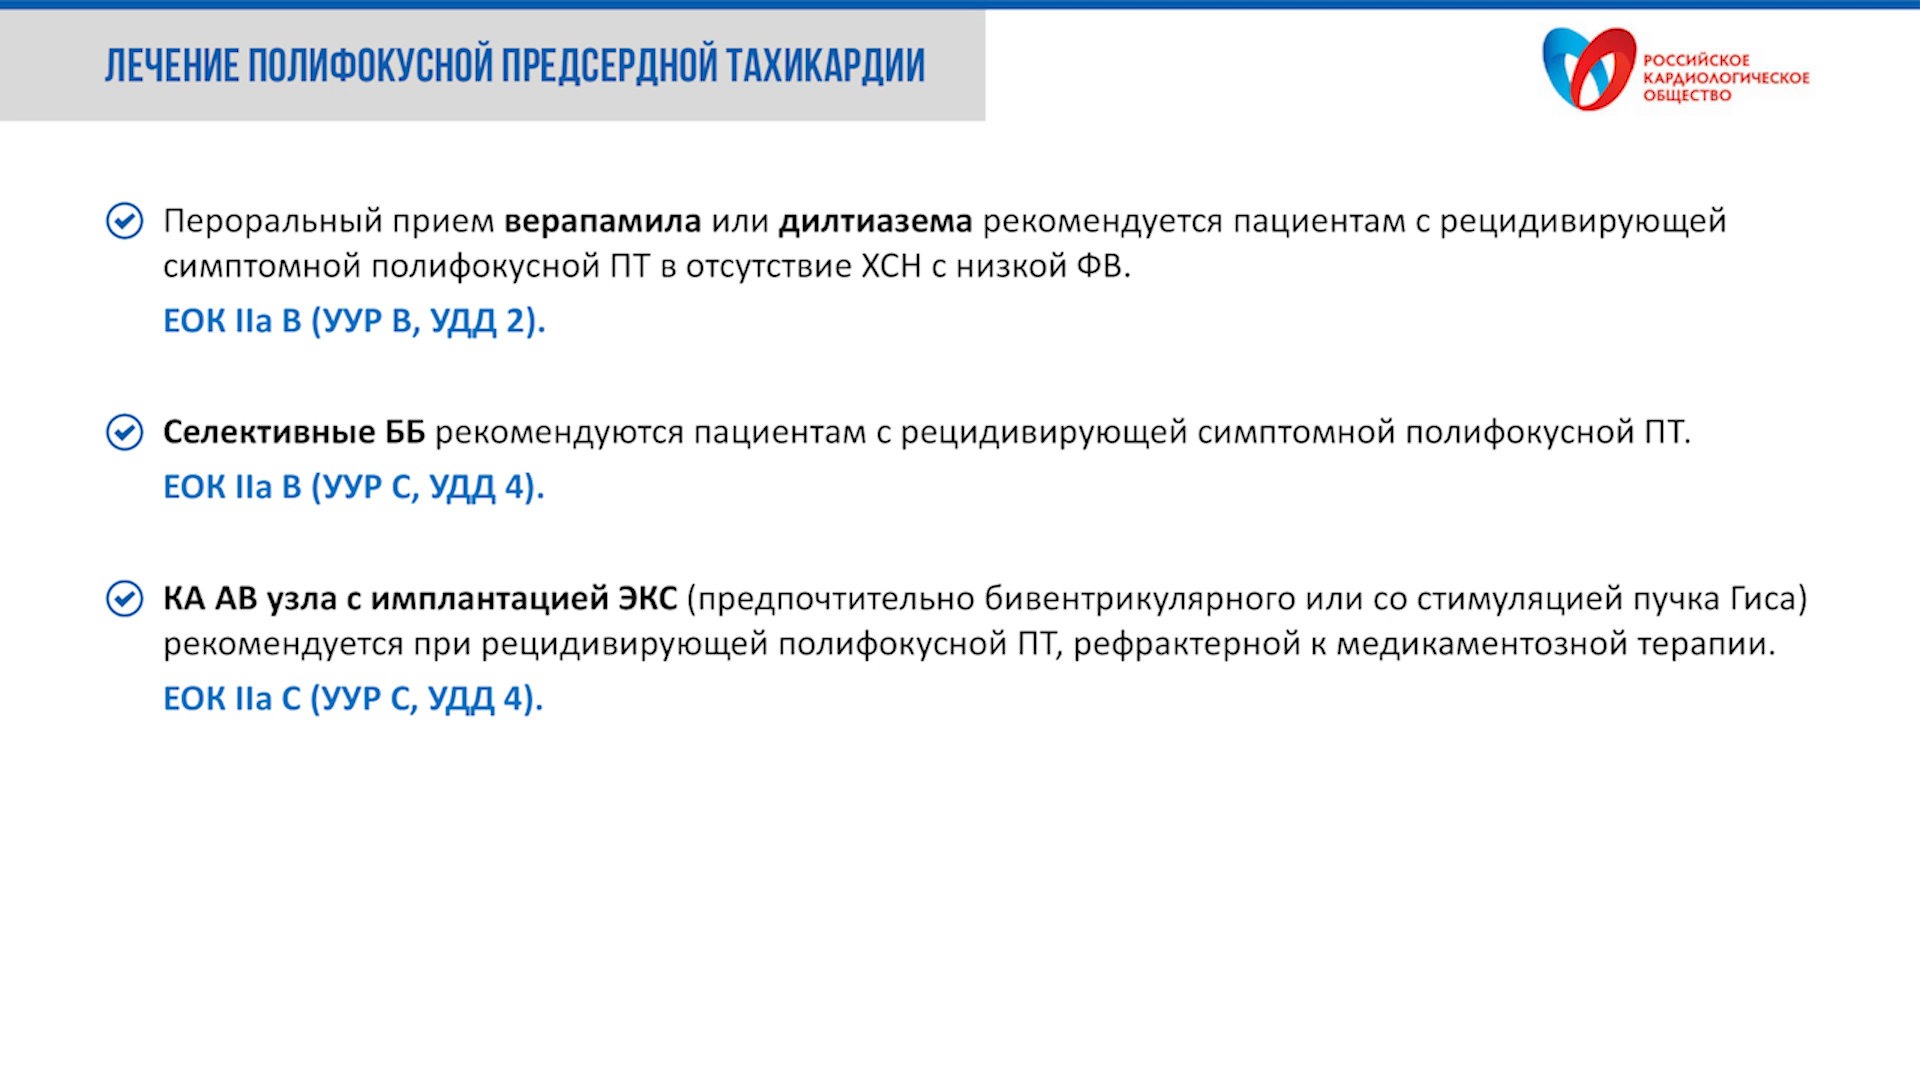 ЛЕЧЕНИЕ ПОЛИФОКУСНОЙ ПРЕДСЕРДНОЙ ТАХИКАРДИИ
РОССИЙСКОЕ
КАРДИОЛОГИЧЕСКОЕ
ОБЩЕСТВО
Пероральный прием верапамила или дилтиазема рекомендуется пациентам с рецидивирующей
симптомной полифокусной ПТ в отсутствие ХСН с низкой ФВ.
ЕОК IIa B (УУР B, УДД 2).
Селективные ББ рекомендуются пациентам с рецидивирующей симптомной полифокусной ПТ.
ЕОК IIa B (УУР C, УДД 4).
КА АВ узла с имплантацией ЭКС (предпочтительно бивентрикулярного или со стимуляцией пучка Гиса)
рекомендуется при рецидивирующей полифокусной ПТ, рефрактерной к медикаментозной терапии.
ЕОК IIa C (УУР C, УДД 4).